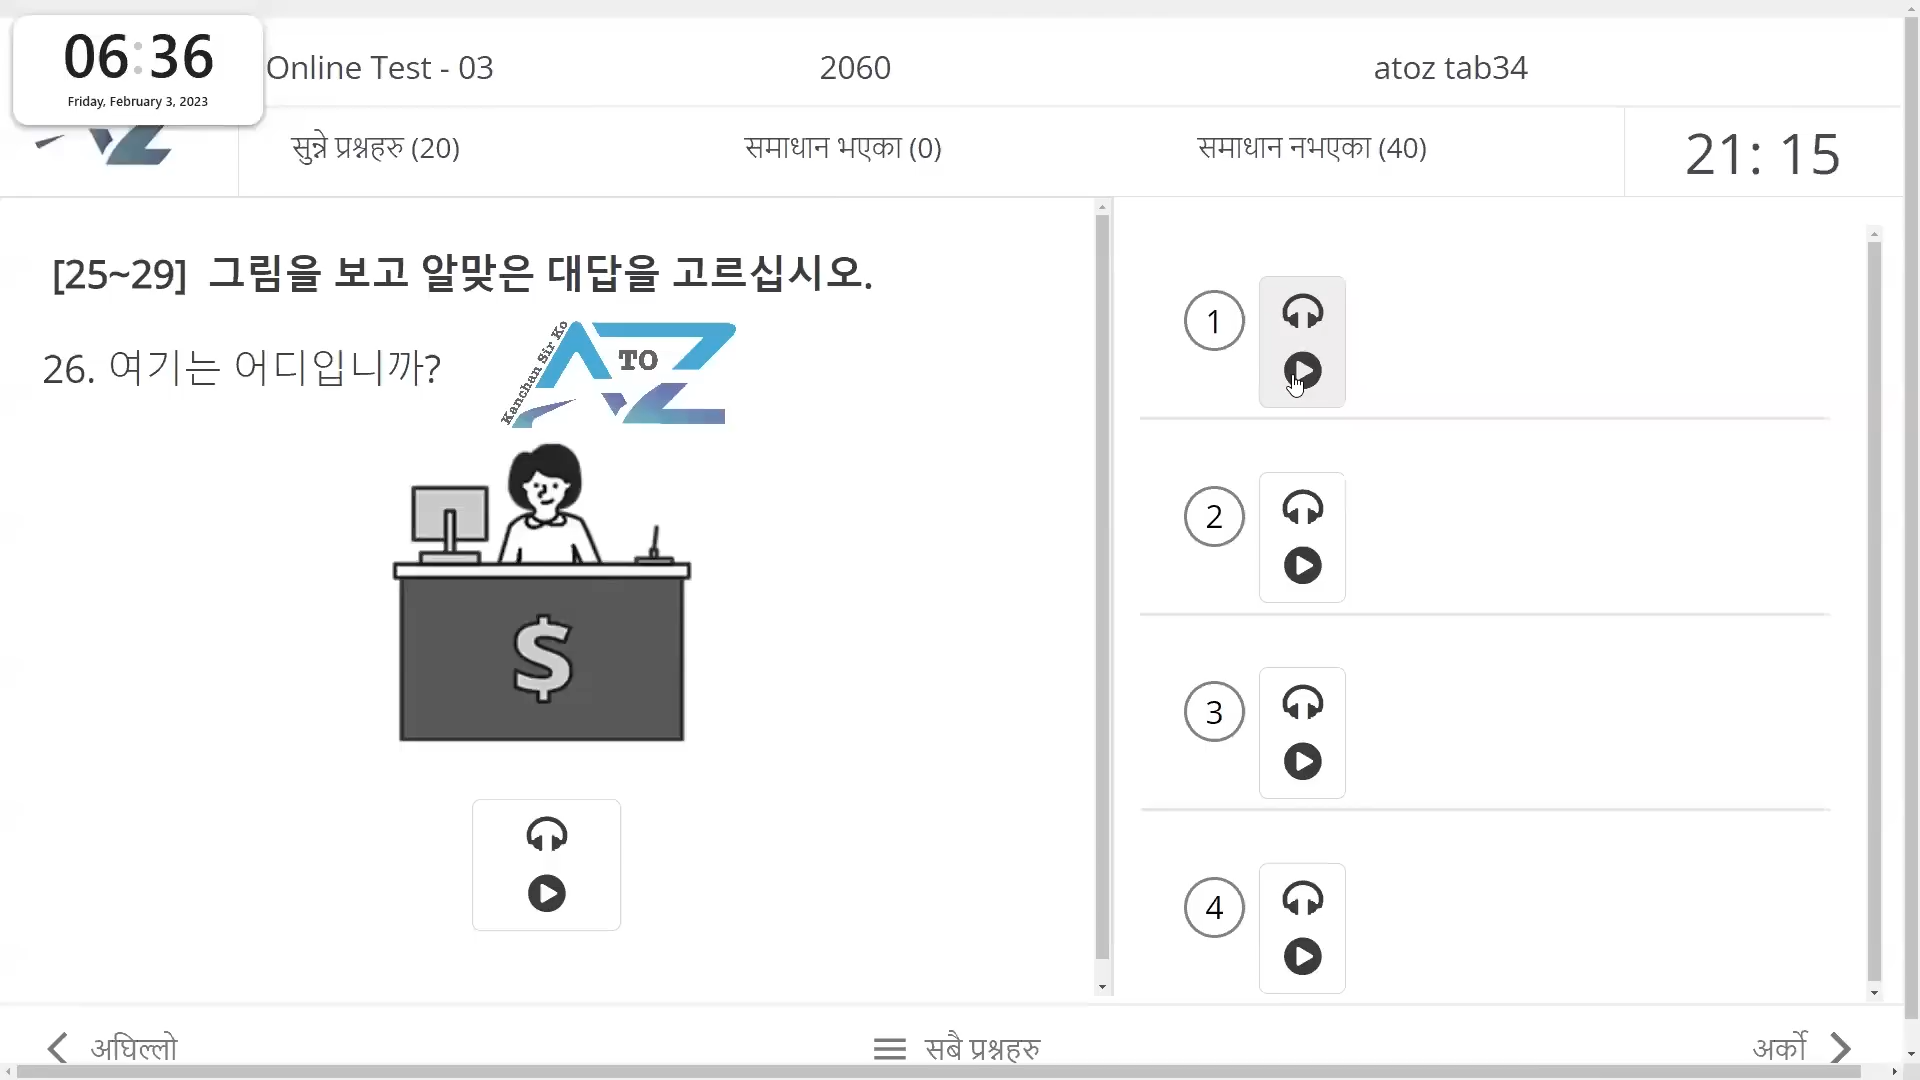 06:36
Friday, February 3, 2023
Online Test - 03
2060
atoz tab34
सुन्ने प्रश्नहरु (20)
समाधान भएका (0)
समाधान नभएका (40)
21: 15
[25~29] 그림을 보고 알맞은 대답을 고르십시오.
26. 여기는 어디입니까?
Kanchan Sir Ko
A TO Z
$
1
2
3
4
अघिल्लो
सबै प्रश्नहरु
अर्को